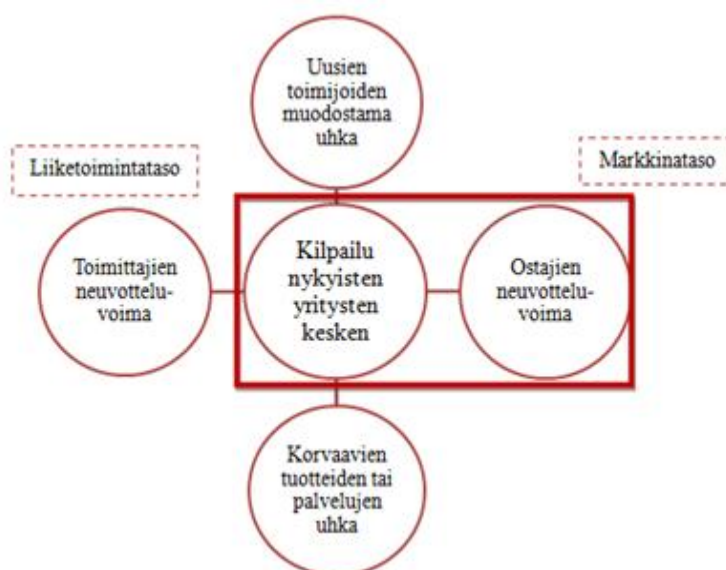 Uusien
toimijoiden
muodostama
uhka
Liiketoimintataso
Markkinataso
Toimittajien
neuvottelu-
voima
Kilpailu
nykyisten
yritysten
kesken
Ostajien
neuvottelu-
voima
Korvaavien
tuotteiden tai
palvelujen
uhka